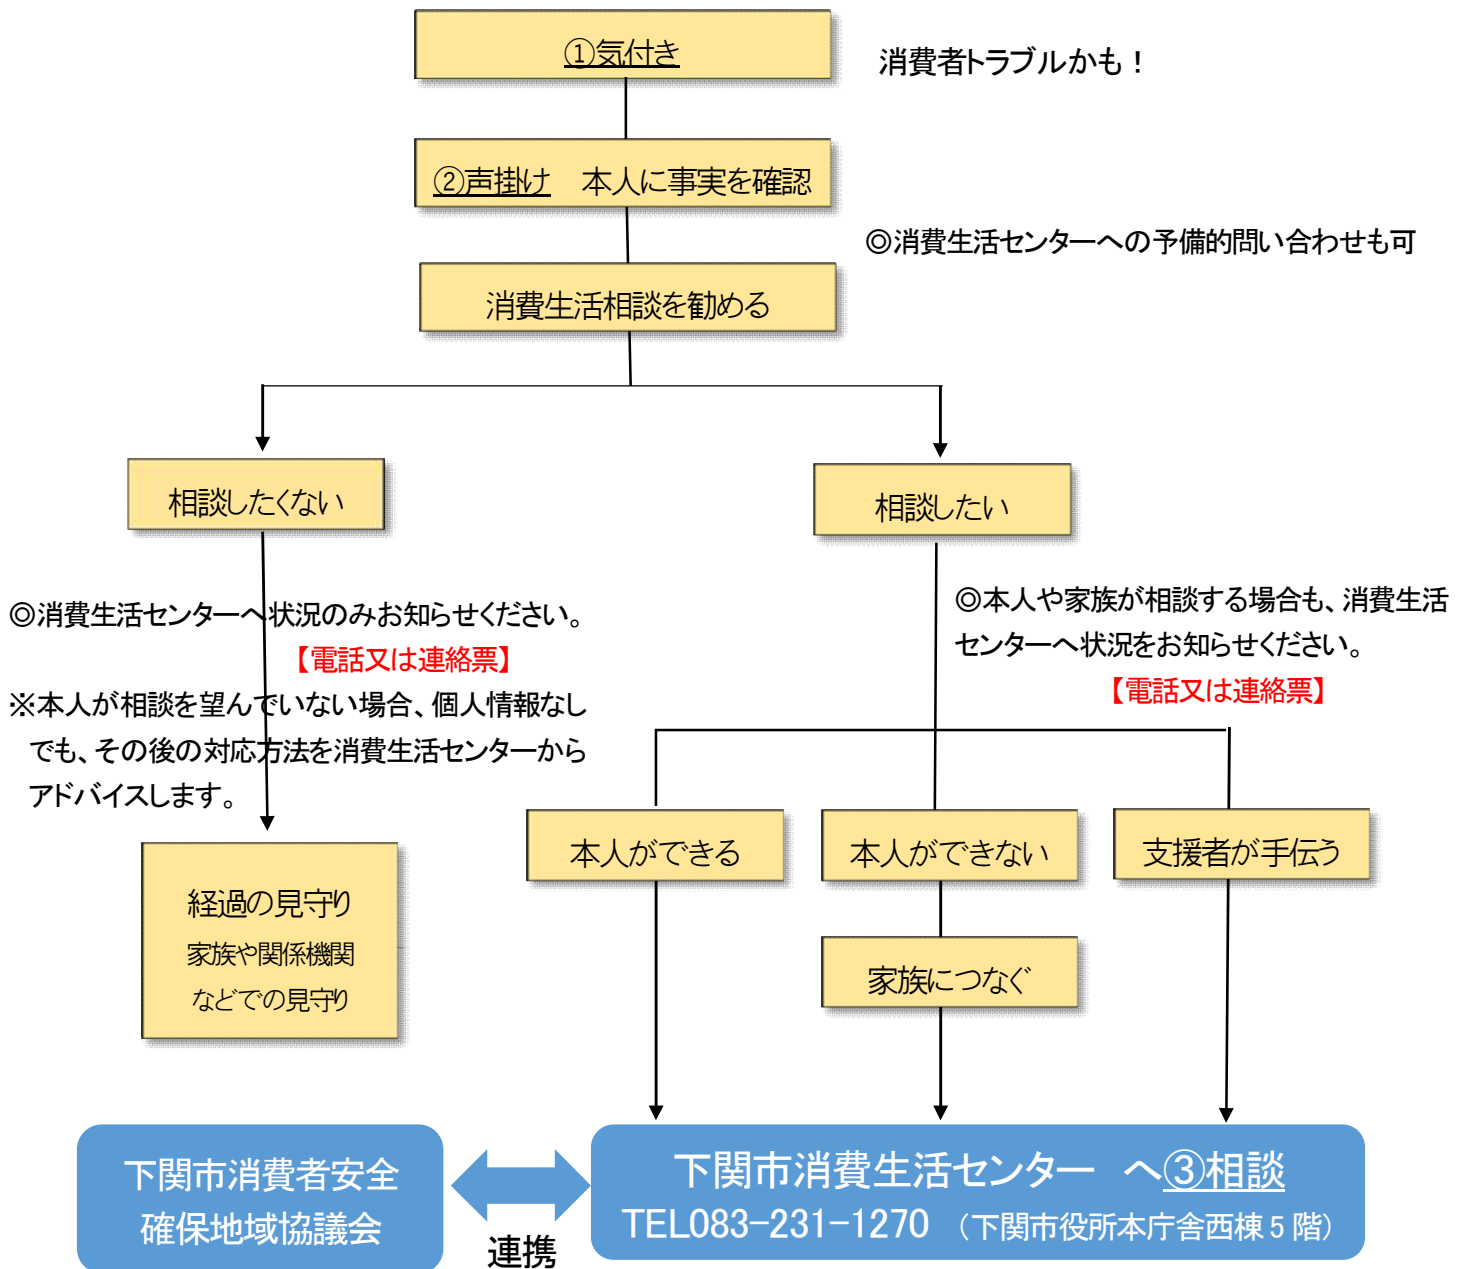 ①気付き
消費者トラブルかも！
②声掛け　本人に事実を確認
◎消費生活センターへの予備的問い合わせも可
消費生活相談を勧める
相談したくない
相談したい
◎消費生活センターへ状況のみお知らせください。
【電話又は連絡票】
※本人が相談を望んでいない場合、個人情報なし
でも、その後の対応方法を消費生活センターから
アドバイスします。
◎本人や家族が相談する場合も、消費生活
センターへ状況をお知らせください。
【電話又は連絡票】
本人ができる
本人ができない
支援者が手伝う
経過の見守り
家族や関係機関
などでの見守り
家族につなぐ
下関市消費者安全
確保地域協議会
連携
下関市消費生活センター　へ③相談
TEL083-231-1270　（下関市役所本庁舎西棟５階）